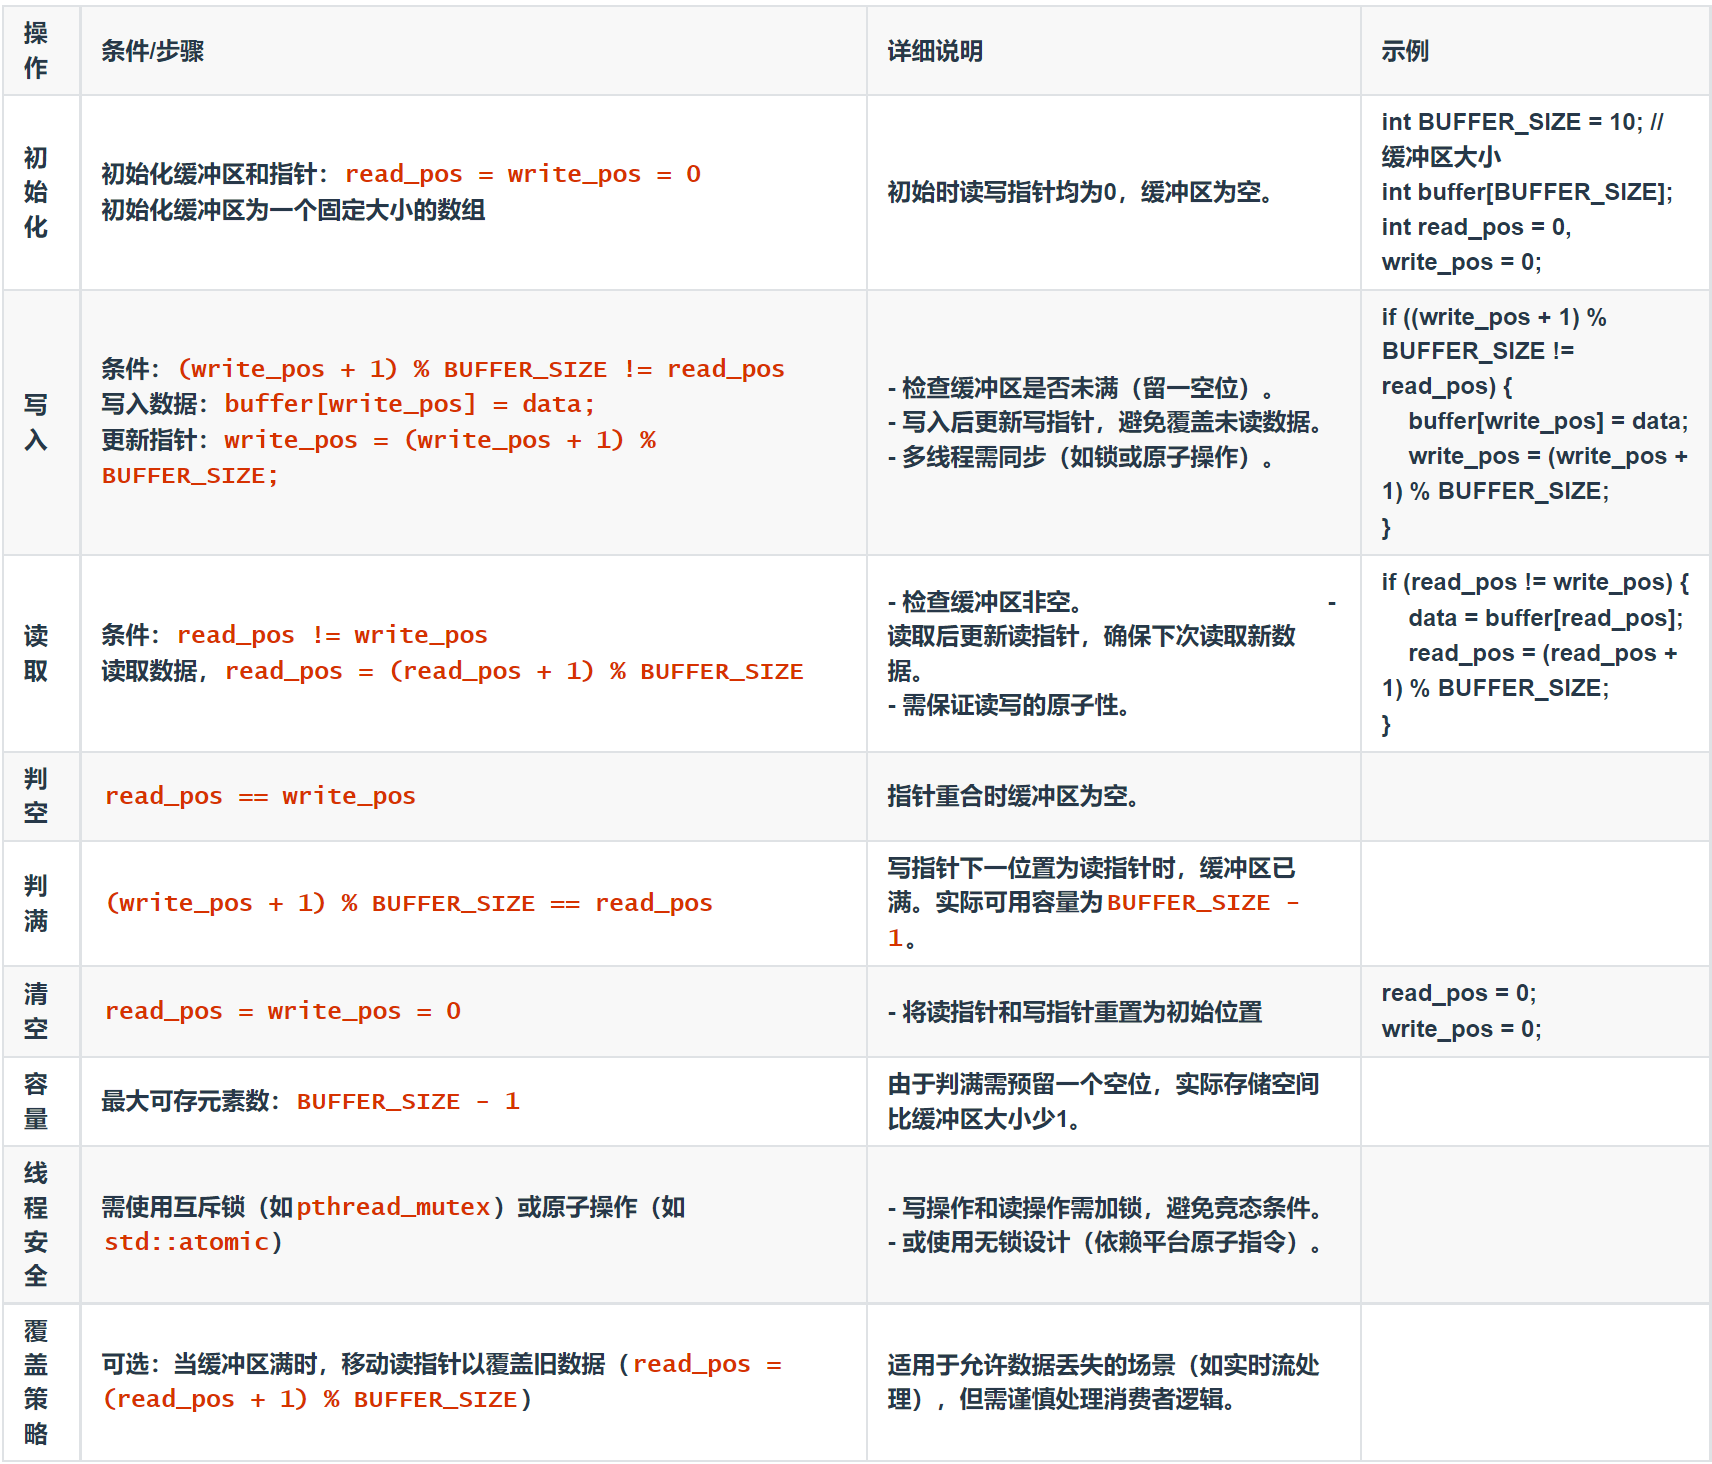 操
作
条件/步骤
详细说明
示例
初
始
化
初始化缓冲区和指针：read_pos = write_pos = 0
初始化缓冲区为一个固定大小的数组
初始时读写指针均为0，缓冲区为空。
int BUFFER_SIZE = 10; //
缓冲区大小
int buffer[BUFFER_SIZE];
int read_pos = 0,
write_pos = 0;
写
入
条件：(write_pos + 1) % BUFFER_SIZE != read_pos
写入数据：buffer[write_pos] = data;
更新指针：write_pos = (write_pos + 1) %
BUFFER_SIZE;
- 检查缓冲区是否未满（留一空位）。
- 写入后更新写指针，避免覆盖未读数据。
- 多线程需同步（如锁或原子操作）。
if ((write_pos + 1) %
BUFFER_SIZE !=
read_pos) {
buffer[write_pos] = data;
write_pos = (write_pos +
1) % BUFFER_SIZE;
}
读
取
条件：read_pos != write_pos
读取数据，read_pos = (read_pos + 1) % BUFFER_SIZE
- 检查缓冲区非空。 -
读取后更新读指针，确保下次读取新数
据。
- 需保证读写的原子性。
if (read_pos != write_pos) {
data = buffer[read_pos];
read_pos = (read_pos +
1) % BUFFER_SIZE;
}
判
空
read_pos == write_pos
指针重合时缓冲区为空。
判
满
(write_pos + 1) % BUFFER_SIZE == read_pos
写指针下一位置为读指针时，缓冲区已
满。实际可用容量为BUFFER_SIZE -
1。
清
空
read_pos = write_pos = 0
- 将读指针和写指针重置为初始位置
read_pos = 0;
write_pos = 0;
容
量
最大可存元素数：BUFFER_SIZE - 1
由于判满需预留一个空位，实际存储空间
比缓冲区大小少1。
线
程
安
全
需使用互斥锁（如pthread_mutex）或原子操作（如
std::atomic）
- 写操作和读操作需加锁，避免竞态条件。
- 或使用无锁设计（依赖平台原子指令）。
覆
盖
策
略
可选：当缓冲区满时，移动读指针以覆盖旧数据（read_pos =
(read_pos + 1) % BUFFER_SIZE）
适用于允许数据丢失的场景（如实时流处
理），但需谨慎处理消费者逻辑。